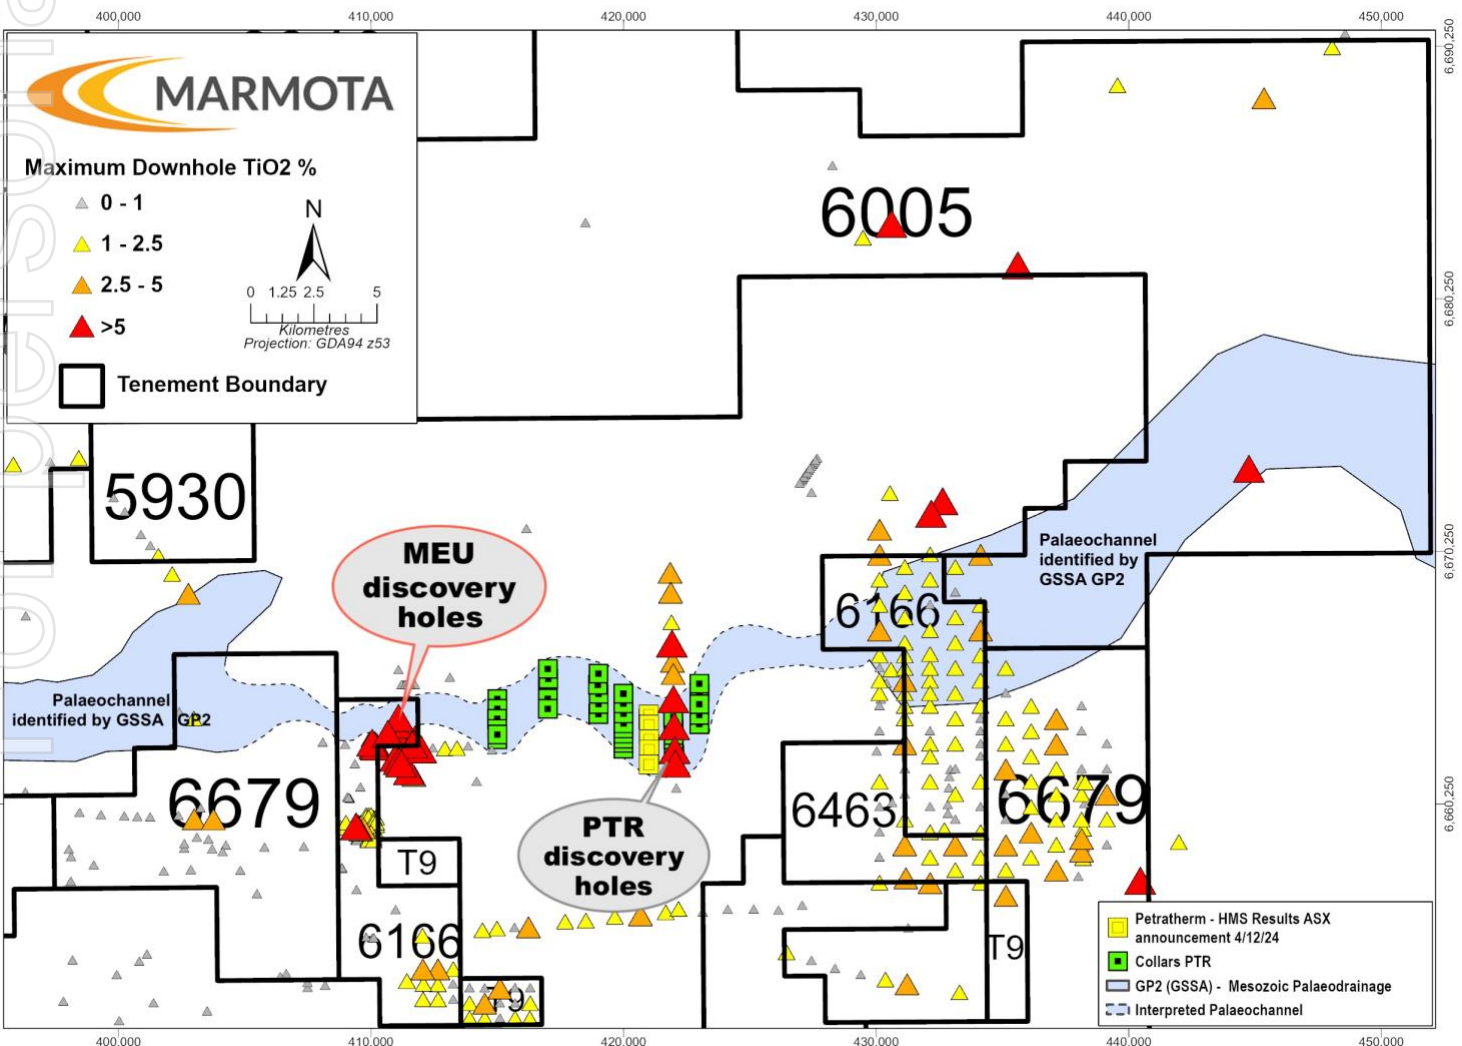 400,000
410,000
420,000
430,000
440,000
450,000
MARMOTA
Maximum Downhole TiO2 %
0 - 1
1 - 2.5
2.5 - 5
>5
N
0 1.25 2.5 5
Kilometres
Projection: GDA94 z53
Tenement Boundary
6005
6,690,250
6,680,250
6,670,250
6,660,250
5930
MEU
discovery
holes
Palaeochannel
identified by
GSSA GP2
6166
Palaeochannel
identified by GSSA GP2
6679
6463
6679
PTR
discovery
holes
T9
6166
T9
T9
Petratherm - HMS Results ASX
announcement 4/12/24
Collars PTR
GP2 (GSSA) - Mesozoic Palaeodrainage
Interpreted Palaeochannel
400,000
410,000
420,000
430,000
440,000
450,000